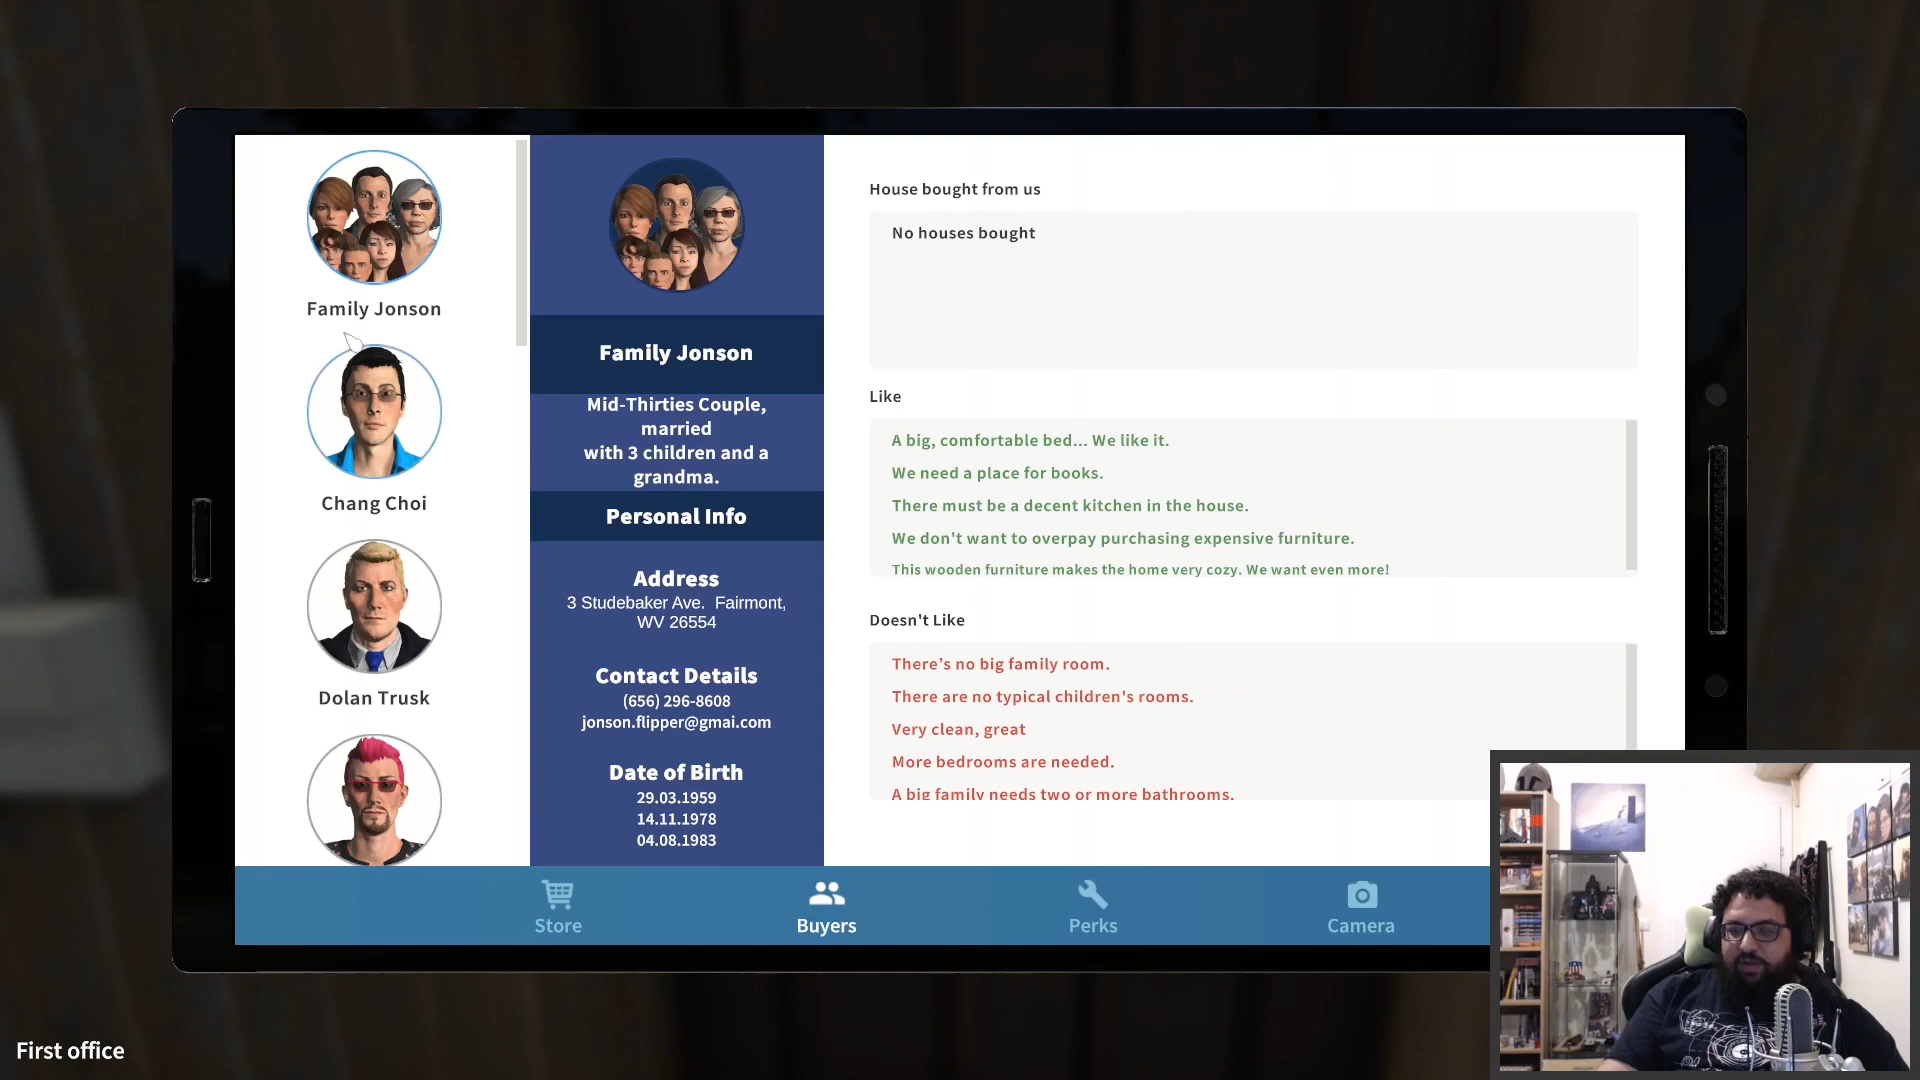 Family Jonson
Chang Choi
Dolan Trusk
Family Jonson
Mid-Thirties Couple,
married
with 3 children and a
grandma.
Personal Info
Address
3 Studebaker Ave.  Fairmont,
WV 26554
Contact Details
(656) 296-8608
jonson.flipper@gmai.com
Date of Birth
29.03.1959
14.11.1978
04.08.1983
House bought from us
No houses bought
Like
A big, comfortable bed... We like it.
We need a place for books.
There must be a decent kitchen in the house.
We don't want to overpay purchasing expensive furniture.
This wooden furniture makes the home very cozy. We want even more!
Doesn't Like
There’s no big family room.
There are no typical children's rooms.
Very clean, great
More bedrooms are needed.
A big family needs two or more bathrooms.
Store
Buyers
Perks
Camera
First office